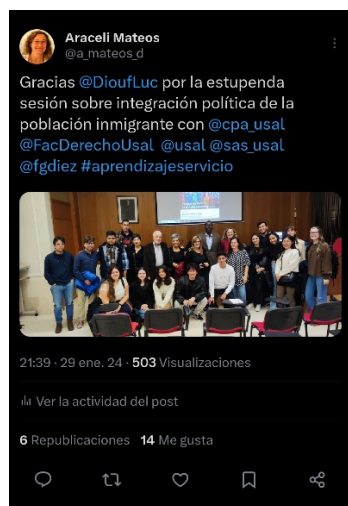 Araceli Mateos
@a_mateos_d
Gracias @DioufLuc por la estupenda
sesión sobre integración política de la
población inmigrante con @cpa_usal
@FacDerechoUsal @usal @sas_usal
@fgdiez #aprendizajeservicio
21:39 · 29 ene. 24 · 503 Visualizaciones
Ver la actividad del post
6 Republicaciones 14 Me gusta